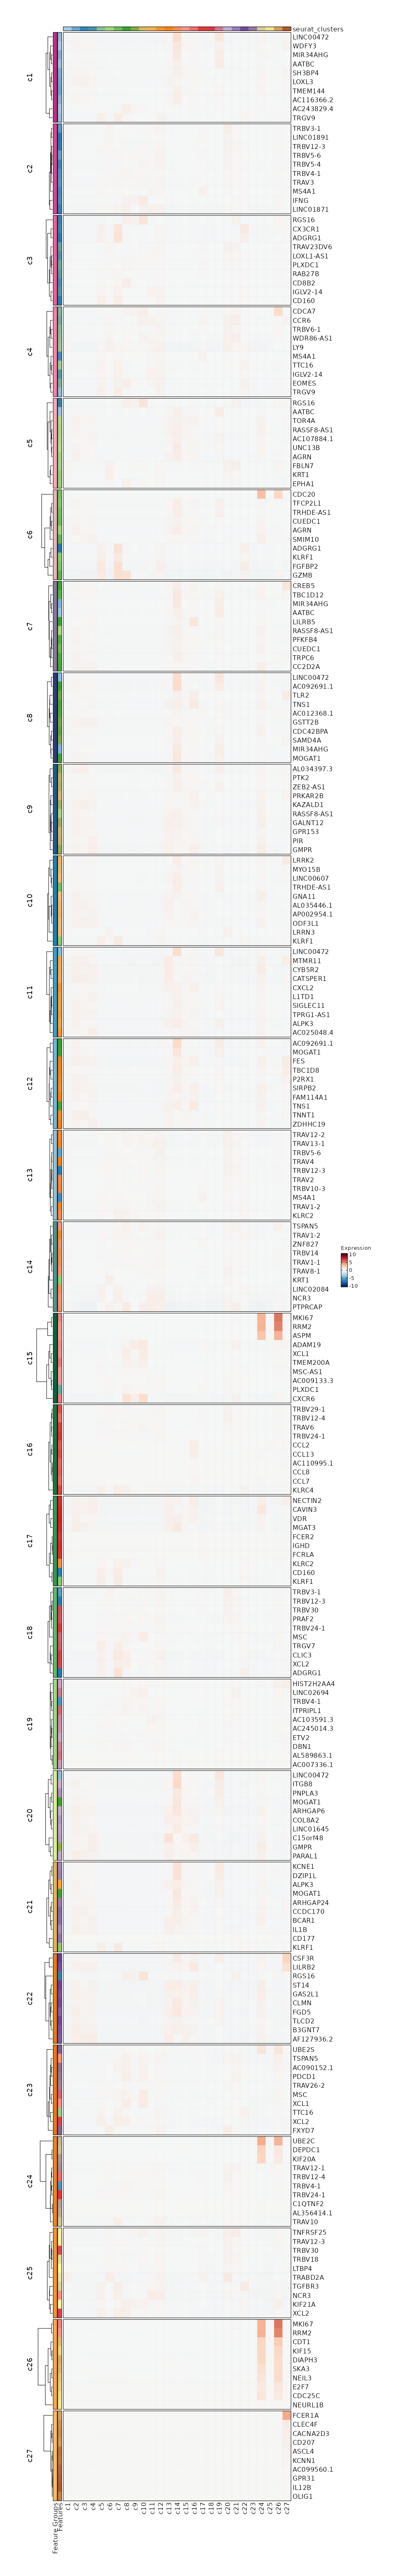 seurat_clusters
c1
LINC00472
WDFY3
MIR34AHG
AATBC
SH3BP4
LOXL3
TMEM144
AC116366.2
AC243829.4
TRGV9
c2
TRBV3-1
LINC01891
TRBV12-3
TRBV5-6
TRBV5-4
TRBV4-1
TRAV3
MS4A1
IFNG
LINC01871
c3
RGS16
CX3CR1
ADGRG1
TRAV23DV6
LOXL1-AS1
PLXDC1
RAB27B
CD8B2
IGLV2-14
CD160
c4
CDCA7
CCR6
TRBV6-1
WDR86-AS1
LY9
MS4A1
TTC16
IGLV2-14
EOMES
TRGV9
c5
RGS16
AATBC
TOR4A
RASSF8-AS1
AC107884.1
UNC13B
AGRN
FBLN7
KRT1
EPHA1
c6
CDC20
TFCP2L1
TRHDE-AS1
CUEDC1
AGRN
SMIM10
ADGRG1
KLRF1
FGFBP2
GZMB
c7
CREB5
TBC1D12
MIR34AHG
AATBC
LILRB5
RASSF8-AS1
PFKFB4
CUEDC1
TRPC6
CC2D2A
c8
LINC00472
AC092691.1
TLR2
TNS1
AC012368.1
GSTT2B
CDC42BPA
SAMD4A
MIR34AHG
MOGAT1
c9
AL034397.3
PTK2
ZEB2-AS1
PRKAR2B
KAZALD1
RASSF8-AS1
GALNT12
GPR153
PIR
GMPR
c10
LRRK2
MYO15B
LINC00607
TRHDE-AS1
GNA11
AL035446.1
AP002954.1
ODF3L1
LRRN3
KLRF1
c11
LINC00472
MTMR11
CYB5R2
CATSPER1
CXCL2
L1TD1
SIGLEC11
TPRG1-AS1
ALPK3
AC025048.4
c12
AC092691.1
MOGAT1
FES
TBC1D8
P2RX1
SIRPB2
FAM114A1
TNS1
TNNT1
ZDHHC19
c13
TRAV12-2
TRAV13-1
TRBV5-6
TRAV4
TRBV12-3
TRAV2
TRBV10-3
MS4A1
TRAV1-2
KLRC2
c14
TSPAN5
TRAV1-2
ZNF827
TRBV14
TRAV1-1
TRAV8-1
KRT1
LINC02084
NCR3
PTPRCAP
Expression
10
5
0
-5
-10
c15
MKI67
RRM2
ASPM
ADAM19
XCL1
TMEM200A
MSC-AS1
AC009133.3
PLXDC1
CXCR6
c16
TRBV29-1
TRBV12-4
TRAV6
TRBV24-1
CCL2
CCL13
AC110995.1
CCL8
CCL7
KLRC4
c17
NECTIN2
CAVIN3
VDR
MGAT3
FCER2
IGHD
FCRLA
KLRC2
CD160
KLRF1
c18
TRBV3-1
TRBV12-3
TRBV30
PRAF2
TRBV24-1
MSC
TRGV7
CLIC3
XCL2
ADGRG1
c19
HIST2H2AA4
LINC02694
TRBV4-1
ITPRIPL1
AC103591.3
AC245014.3
ETV2
DBN1
AL589863.1
AC007336.1
c20
LINC00472
ITGB8
PNPLA3
MOGAT1
ARHGAP6
COL8A2
LINC01645
C15orf48
GMPR
PARAL1
c21
KCNE1
DZIP1L
ALPK3
MOGAT1
ARHGAP24
CCDC170
BCAR1
IL1B
CD177
KLRF1
c22
CSF3R
LILRB2
RGS16
ST14
GAS2L1
CLMN
FGD5
TLCD2
B3GNT7
AF127936.2
c23
UBE2S
TSPAN5
AC090152.1
PDCD1
TRAV26-2
MSC
XCL1
TTC16
XCL2
FXYD7
c24
UBE2C
DEPDC1
KIF20A
TRAV12-1
TRBV12-4
TRBV4-1
TRBV24-1
C1QTNF2
AL356414.1
TRAV10
c25
TNFRSF25
TRAV12-3
TRBV30
TRBV18
LTBP4
TRABD2A
TGFBR3
NCR3
KIF21A
XCL2
c26
MKI67
RRM2
CDT1
KIF15
DIAPH3
SKA3
NEIL3
E2F7
CDC25C
NEURL1B
c27
FCER1A
CLEC4F
CACNA2D3
CD207
ASCL4
KCNN1
AC099560.1
GPR31
IL12B
OLIG1
Feature Groups
Features
c1
c2
c3
c4
c5
c6
c7
c8
c9
c10
c11
c12
c13
c14
c15
c16
c17
c18
c19
c20
c21
c22
c23
c24
c25
c26
c27